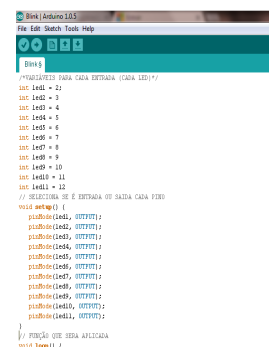 Blink | Arduino 1.0.5
File Edit Sketch Tools Help
Blink §
/*VARIÁVEIS PARA CADA ENTRADA (CADA LED)*/
int led1 = 2;
int led2 = 3
int led3 = 4
int led4 = 5
int led5 = 6
int led6 = 7
int led7 = 8
int led8 = 9
int led9 = 10
int led10 = 11
int led11 = 12
// SELECIONA SE É ENTRADA OU SAIDA CADA PINO
void setup() {
pinMode(led1, OUTPUT);
pinMode(led2, OUTPUT);
pinMode(led3, OUTPUT);
pinMode(led4, OUTPUT);
pinMode(led5, OUTPUT);
pinMode(led6, OUTPUT);
pinMode(led7, OUTPUT);
pinMode(led8, OUTPUT);
pinMode(led9, OUTPUT);
pinMode(led10, OUTPUT);
pinMode(led11, OUTPUT);
}
// FUNÇÃO QUE SERA APLICADA
void loop() {